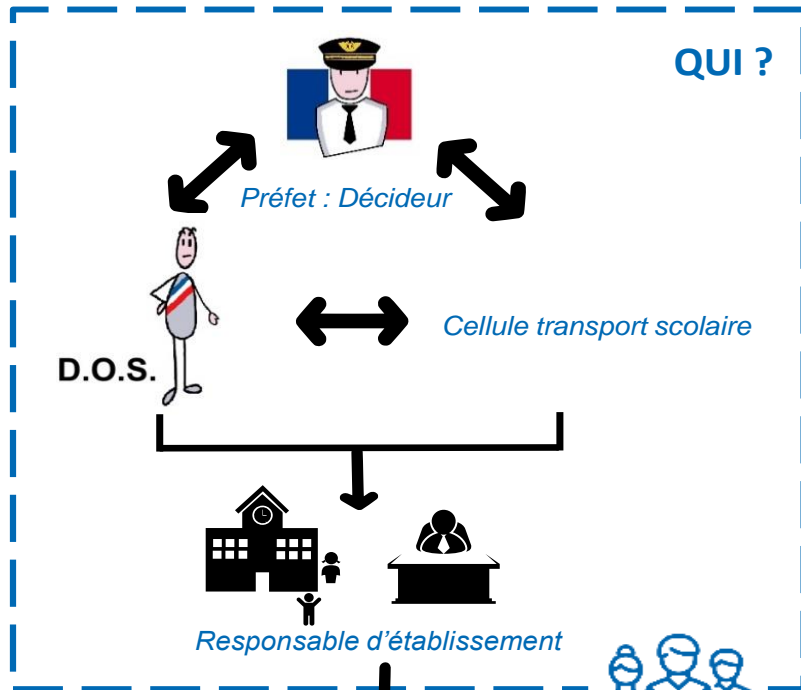 QUI ?
Préfet : Décideur
Cellule transport scolaire
D.O.S.
Responsable d’établissement